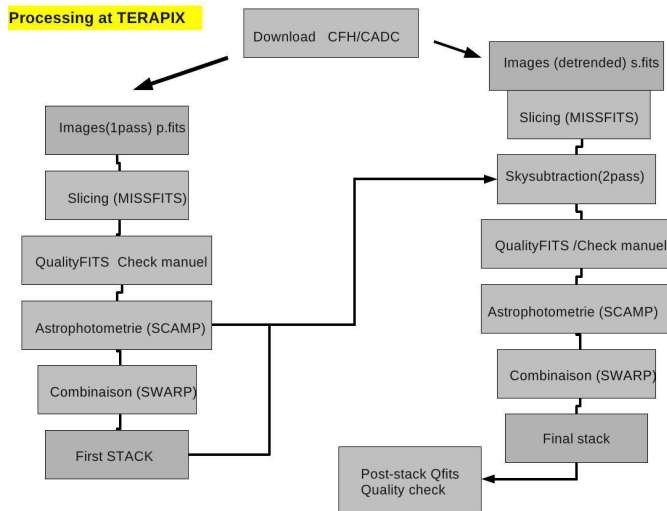 Processing at TERAPIX
Download CFH/CADC
Images(1pass) p.fits
Slicing (MISSFITS)
QualityFITS Check manuel
Astrophotometrie (SCAMP)
Combinaison (SWARP)
First STACK
Images (detrended) s.fits
Slicing (MISSFITS)
Skysubtraction(2pass)
QualityFITS /Check manuel
Astrophotometrie (SCAMP)
Combinaison (SWARP)
Final stack
Post-stack Qfits
Quality check